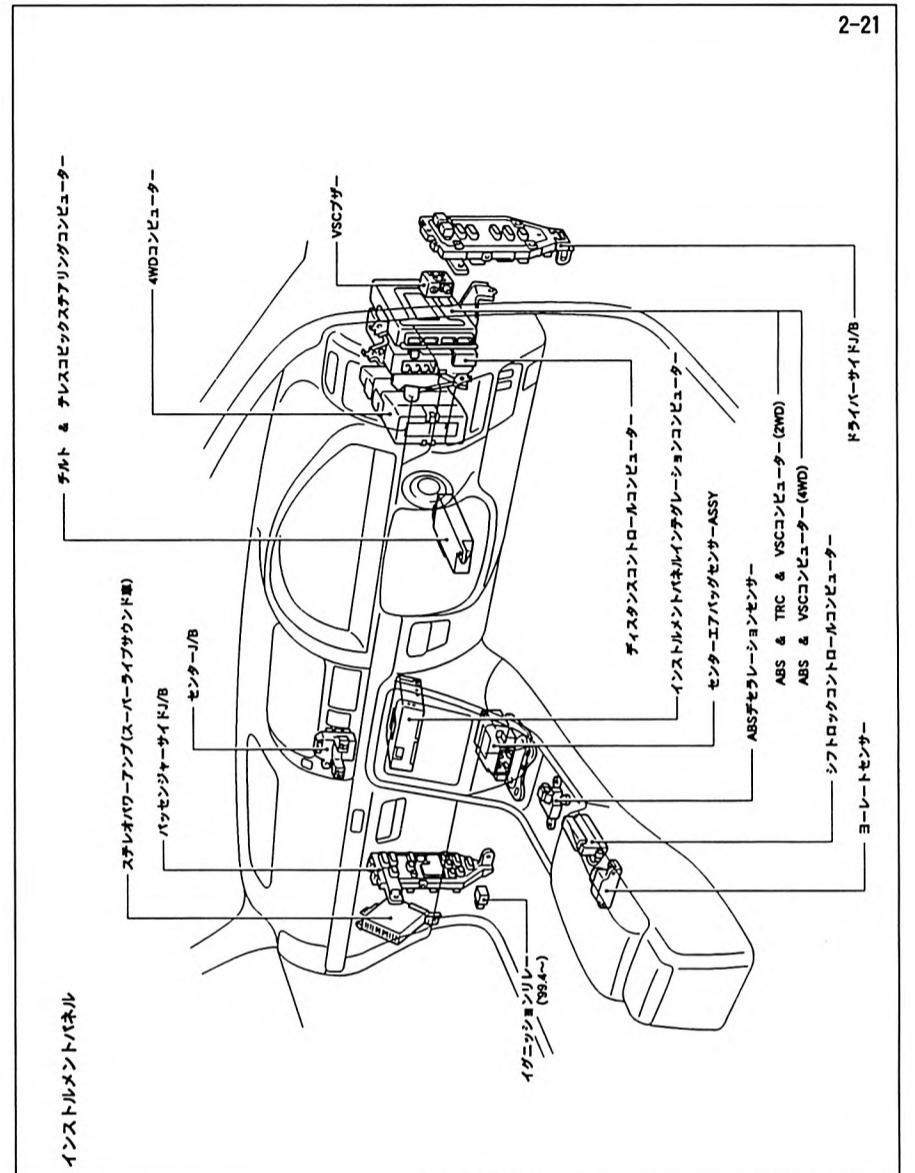 2-21
インストルメントパネル
ステレオパワーアンプ(スーパーライブサウンド車)
パッセンジャーサイドJ/B
センターJ/B
チルト & テレスコピックステアリングコンピューター
4WDコンピューター
VSCブザー
イグニッションリレー
('99.4~)
ディスタンスコントロールコンピューター
インストルメントパネルインテグレーションコンピューター
センターエアバッグセンサーASSY
ABSデセラレーションセンサー
ABS & TRC & VSCコンピューター(2WD)
ABS & VSCコンピューター(4WD)
シフトロックコントロールコンピューター
ヨーレートセンサー
ドライバーサイドJ/B